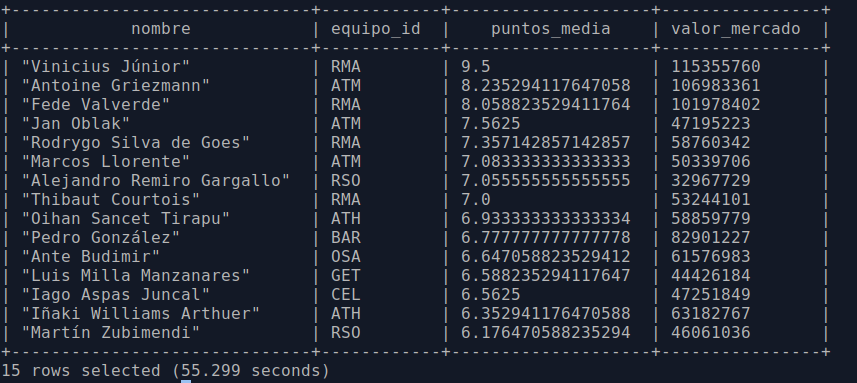 +------------------------------+------------+--------------------+----------------+
|            nombre            | equipo_id  |    puntos_media    | valor_mercado  |
+------------------------------+------------+--------------------+----------------+
| "Vinicius Júnior"            | RMA        | 9.5                | 115355760      |
| "Antoine Griezmann"          | ATM        | 8.235294117647058  | 106983361      |
| "Fede Valverde"              | RMA        | 8.058823529411764  | 101978402      |
| "Jan Oblak"                  | ATM        | 7.5625             | 47195223       |
| "Rodrygo Silva de Goes"      | RMA        | 7.357142857142857  | 58760342       |
| "Marcos Llorente"            | ATM        | 7.083333333333333  | 50339706       |
| "Alejandro Remiro Gargallo"  | RSO        | 7.055555555555555  | 32967729       |
| "Thibaut Courtois"           | RMA        | 7.0                | 53244101       |
| "Oihan Sancet Tirapu"        | ATH        | 6.933333333333334  | 58859779       |
| "Pedro González"             | BAR        | 6.777777777777778  | 82901227       |
| "Ante Budimir"               | OSA        | 6.647058823529412  | 61576983       |
| "Luis Milla Manzanares"      | GET        | 6.588235294117647  | 44426184       |
| "Iago Aspas Juncal"          | CEL        | 6.5625             | 47251849       |
| "Iñaki Williams Arthuer"     | ATH        | 6.352941176470588  | 63182767       |
| "Martín Zubimendi"           | RSO        | 6.176470588235294  | 46061036       |
+------------------------------+------------+--------------------+----------------+
15 rows selected (55.299 seconds)